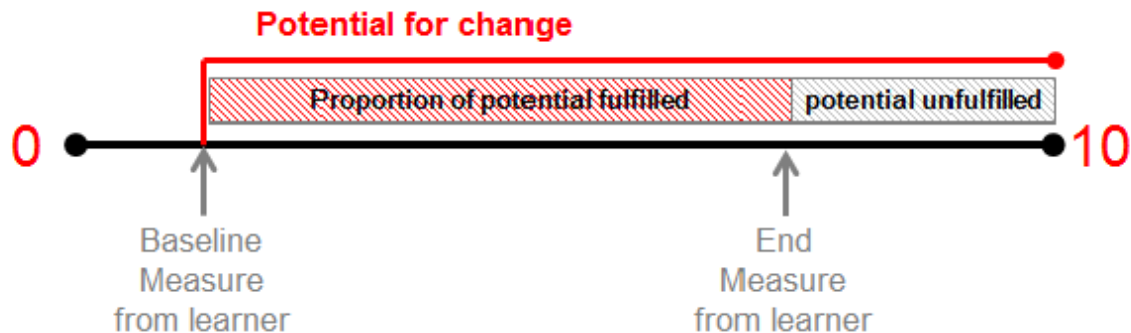 Potential for change
Proportion of potential fulfilled
potential unfulfilled
0
10
Baseline
Measure
from learner
End
Measure
from learner